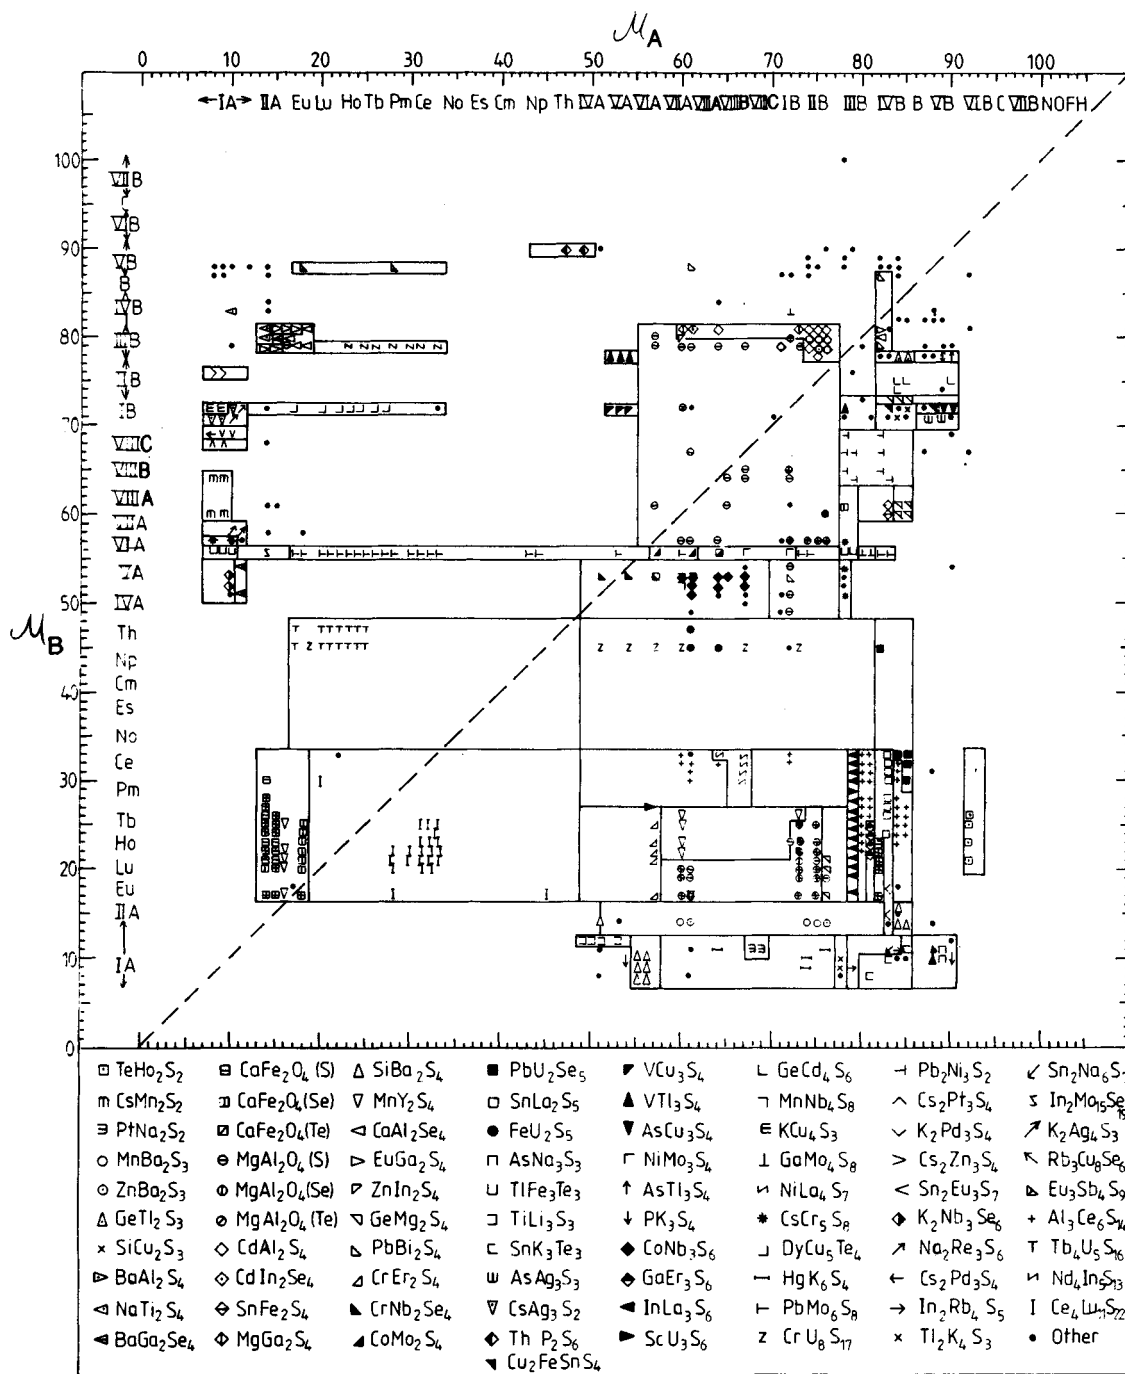 ℳA
0 10 20 30 40 50 60 70 80 90 100
←IA→ IIA Eu Lu Ho Tb Pm Ce No Es Cm Np Th IVA VA VIA VIIA VIIIA VIIIB VIIIC IB IIB IIIB IVB B VB VIB C VIIB N O F H
100
VIIB
C
VIB
90
VB
B
IVB
80
IIIB
IIB
IB
70
VIIIC
VIIIB
VIIIA
60
VIIA
VIA
VA
50
IVA
ℳB
Th
Np
Cm
40
Es
No
Ce
30
Pm
Tb
Ho
20
Lu
Eu
IIA
10
IA
0
TeHo2S2 CaFe2O4(S) SiBa2S4 PbU2Se5 VCu3S4 GeCd4S6 Pb2Ni3S2 Sn2Na6S7
CsMn2S2 CaFe2O4(Se) MnY2S4 SnLa2S5 VTl3S4 MnNb4S8 Cs2Pt3S4 In2Mo15Se19
PtNa2S2 CaFe2O4(Te) CaAl2Se4 FeU2S5 AsCu3S4 KCu4S3 K2Pd3S4 K2Ag4S3
MnBa2S3 MgAl2O4(S) EuGa2S4 AsNa3S3 NiMo3S4 GaMo4S8 Cs2Zn3S4 Rb3Cu8Se6
ZnBa2S3 MgAl2O4(Se) ZnIn2S4 TlFe3Te3 AsTl3S4 NiLa4S7 Sn2Eu3S7 Eu3Sb4S9
GeTl2S3 MgAl2O4(Te) GeMg2S4 TiLi3S3 PK3S4 CsCr5S8 K2Nb3Se6 Al3Ce6S14
SiCu2S3 CdAl2S4 PbBi2S4 SnK3Te3 CoNb3S6 DyCu5Te4 Na2Re3S6 Tb4U5S16
BaAl2S4 CdIn2Se4 CrEr2S4 AsAg3S3 GaEr3S6 HgK6S4 Cs2Pd3S4 Nd4In5S13
NaTi2S4 SnFe2S4 CrNb2Se4 CsAg3S2 InLa3S6 PbMo6S8 In2Rb4S5 Ce4Lu11S22
BaGa2Se4 MgGa2S4 CoMo2S4 Th P2S6 ScU3S6 CrU8S17 Tl2K4S3 Other
Cu2FeSnS4